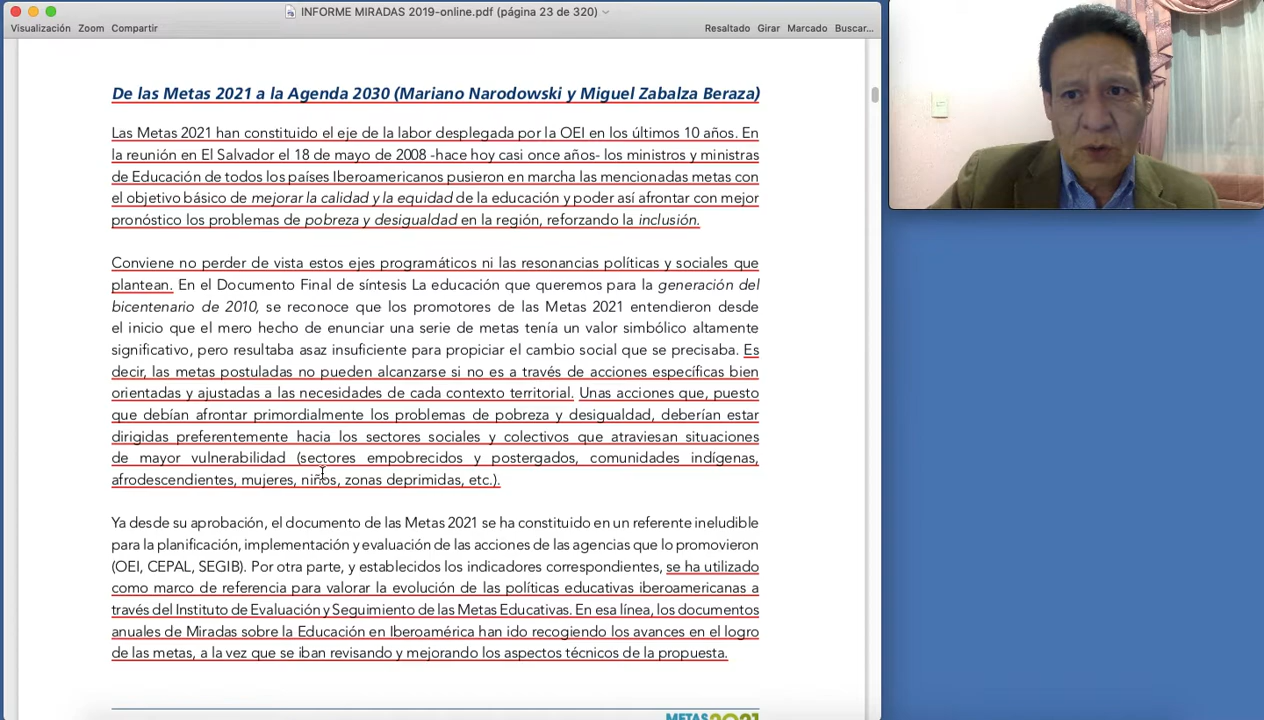 INFORME MIRADAS 2019-online.pdf (página 23 de 320)
Visualización Zoom Compartir Resaltado Girar Marcado Buscar...
De las Metas 2021 a la Agenda 2030 (Mariano Narodowski y Miguel Zabalza Beraza)
Las Metas 2021 han constituido el eje de la labor desplegada por la OEI en los últimos 10 años. En
la reunión en El Salvador el 18 de mayo de 2008 -hace hoy casi once años- los ministros y ministras
de Educación de todos los países Iberoamericanos pusieron en marcha las mencionadas metas con
el objetivo básico de mejorar la calidad y la equidad de la educación y poder así afrontar con mejor
pronóstico los problemas de pobreza y desigualdad en la región, reforzando la inclusión.
Conviene no perder de vista estos ejes programáticos ni las resonancias políticas y sociales que
plantean. En el Documento Final de síntesis La educación que queremos para la generación del
bicentenario de 2010, se reconoce que los promotores de las Metas 2021 entendieron desde
el inicio que el mero hecho de enunciar una serie de metas tenía un valor simbólico altamente
significativo, pero resultaba asaz insuficiente para propiciar el cambio social que se precisaba. Es
decir, las metas postuladas no pueden alcanzarse si no es a través de acciones específicas bien
orientadas y ajustadas a las necesidades de cada contexto territorial. Unas acciones que, puesto
que debían afrontar primordialmente los problemas de pobreza y desigualdad, deberían estar
dirigidas preferentemente hacia los sectores sociales y colectivos que atraviesan situaciones
de mayor vulnerabilidad (sectores empobrecidos y postergados, comunidades indígenas,
afrodescendientes, mujeres, niños, zonas deprimidas, etc.).
Ya desde su aprobación, el documento de las Metas 2021 se ha constituido en un referente ineludible
para la planificación, implementación y evaluación de las acciones de las agencias que lo promovieron
(OEI, CEPAL, SEGIB). Por otra parte, y establecidos los indicadores correspondientes, se ha utilizado
como marco de referencia para valorar la evolución de las políticas educativas iberoamericanas a
través del Instituto de Evaluación y Seguimiento de las Metas Educativas. En esa línea, los documentos
anuales de Miradas sobre la Educación en Iberoamérica han ido recogiendo los avances en el logro
de las metas, a la vez que se iban revisando y mejorando los aspectos técnicos de la propuesta.
METAS2021